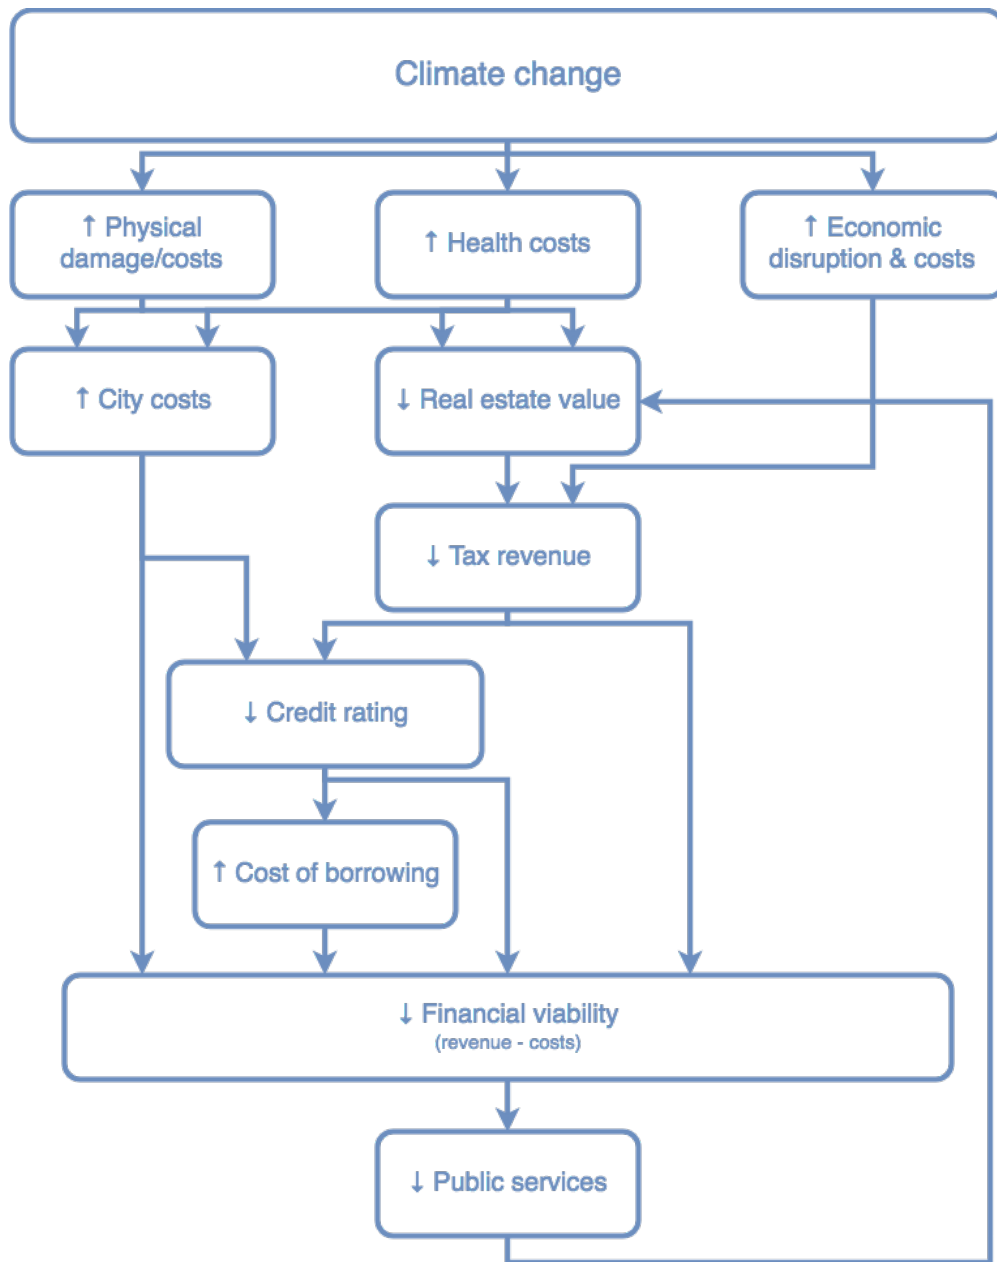 Climate change
↑ Physical
damage/costs
↑ Health costs
↑ Economic
disruption & costs
↑ City costs
↓ Real estate value
↓ Tax revenue
↓ Credit rating
↑ Cost of borrowing
↓ Financial viability
(revenue - costs)
↓ Public services